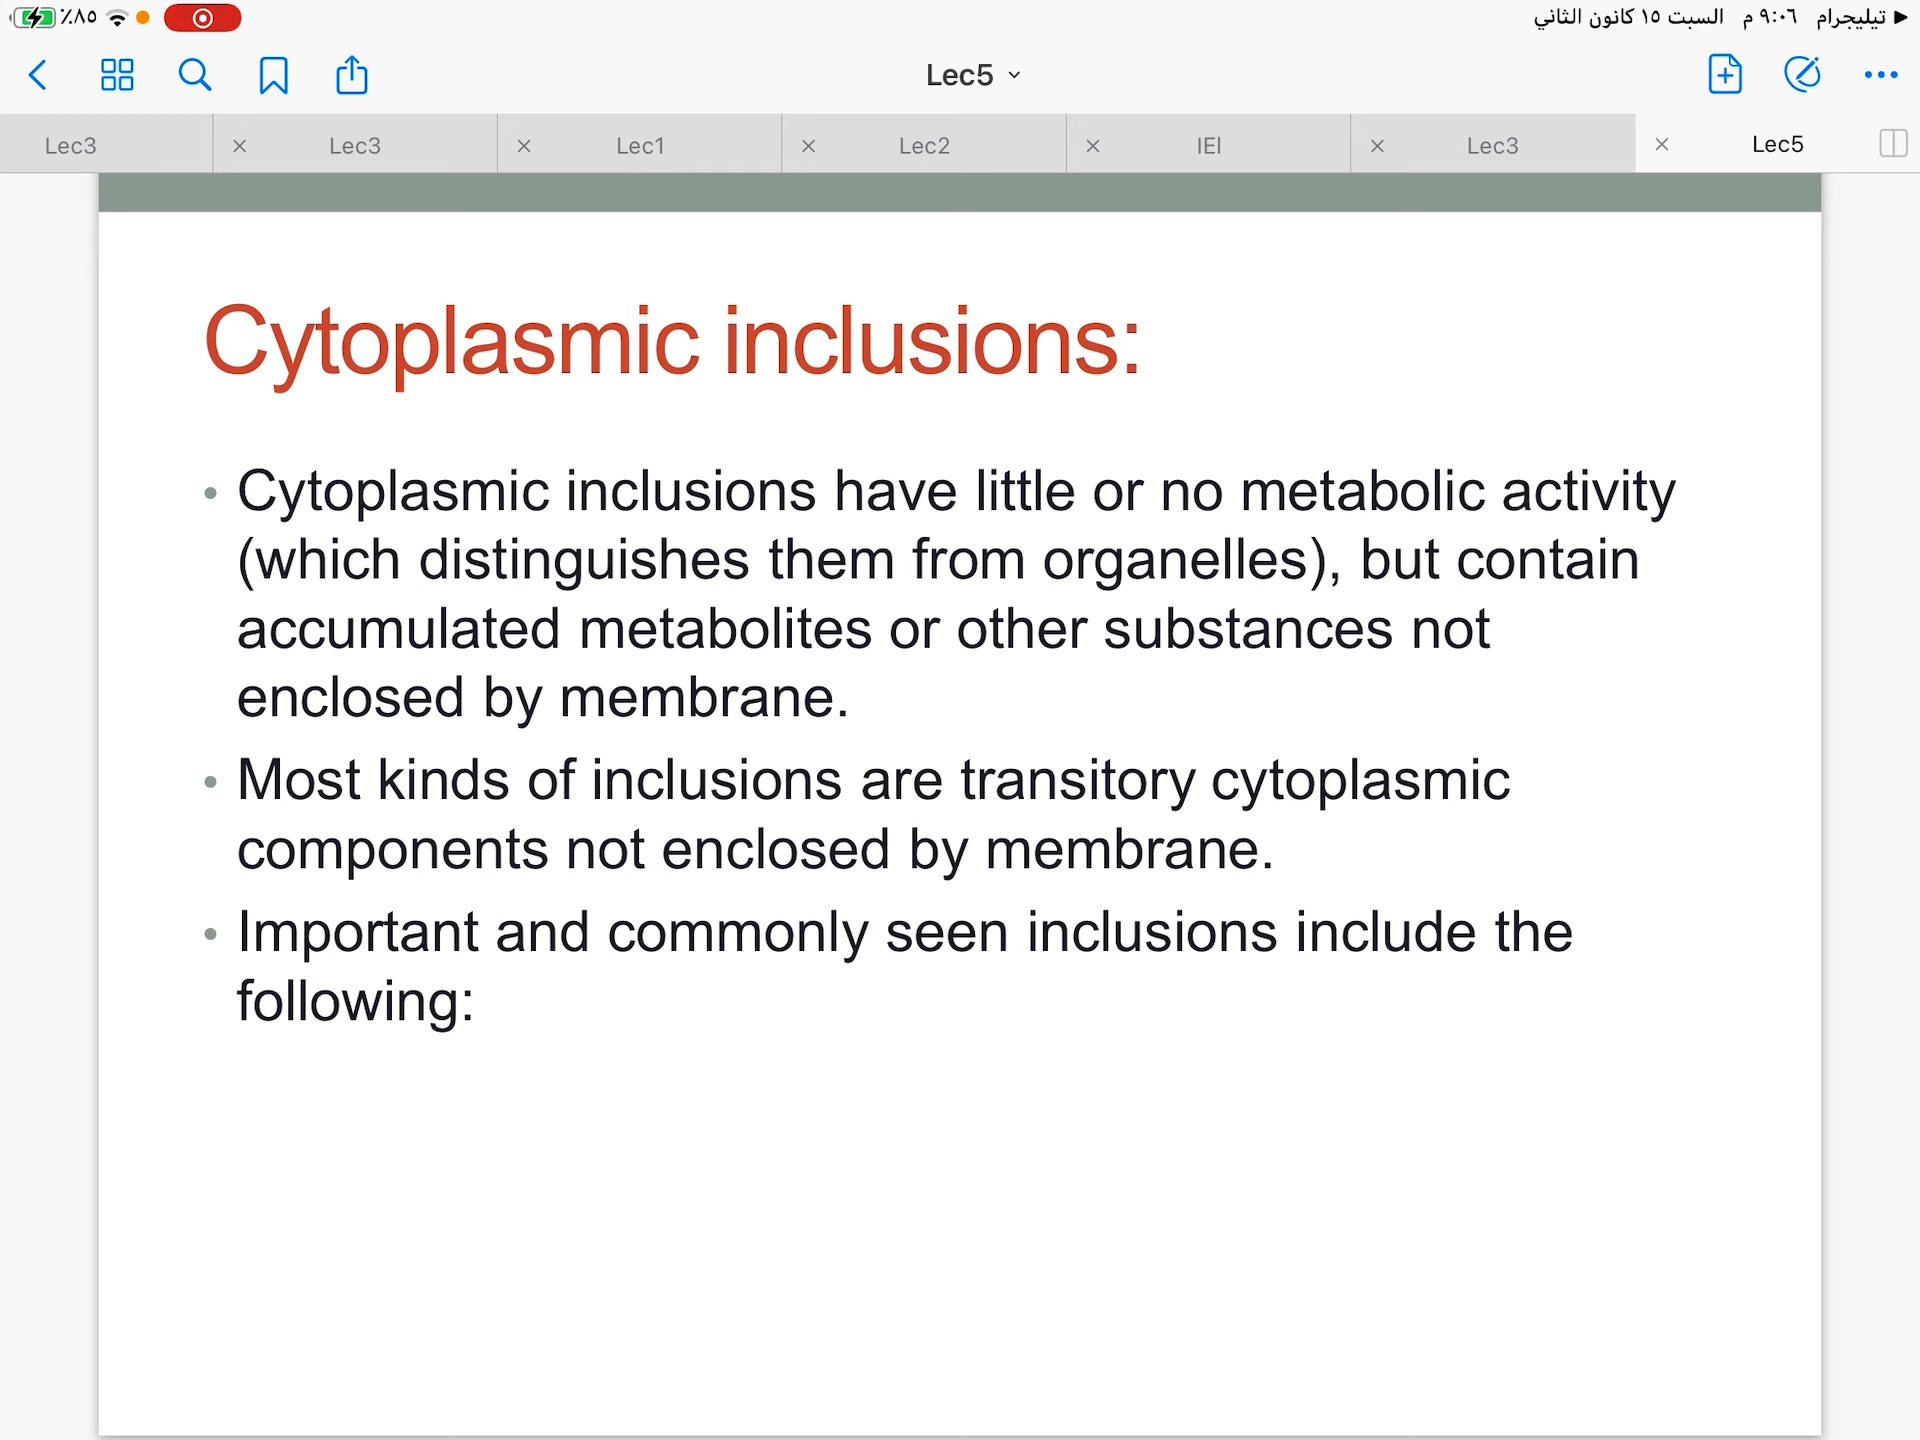 ٪٨٥
السبت ١٥ كانون الثاني ٩:٠٦ م تيليجرام
Lec5
Lec3 Lec3 Lec1 Lec2 IEI Lec3 Lec5
Cytoplasmic inclusions:
• Cytoplasmic inclusions have little or no metabolic activity
(which distinguishes them from organelles), but contain
accumulated metabolites or other substances not
enclosed by membrane.
• Most kinds of inclusions are transitory cytoplasmic
components not enclosed by membrane.
• Important and commonly seen inclusions include the
following: